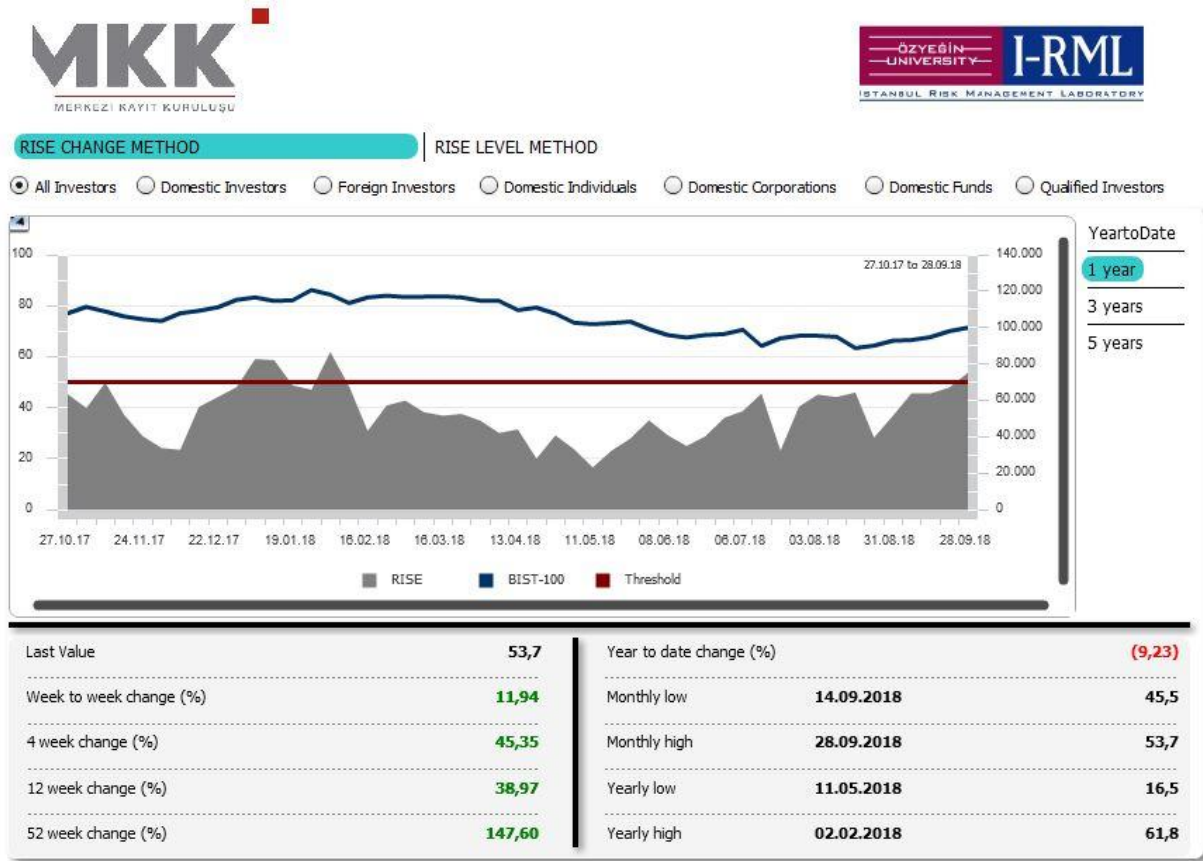 MKK
MERKEZİ KAYIT KURULUŞU
ÖZYEĞİN
UNIVERSITY
I-RML
ISTANBUL RISK MANAGEMENT LABORATORY
RISE CHANGE METHOD
RISE LEVEL METHOD
All Investors Domestic Investors Foreign Investors Domestic Individuals Domestic Corporations Domestic Funds Qualified Investors
YeartoDate
1 year
3 years
5 years
27.10.17 to 28.09.18
100
80
60
40
20
0
140.000
120.000
100.000
80.000
60.000
40.000
20.000
0
27.10.17 24.11.17 22.12.17 19.01.18 16.02.18 16.03.18 13.04.18 11.05.18 08.06.18 06.07.18 03.08.18 31.08.18 28.09.18
RISE BIST-100 Threshold
Last Value 53,7
Week to week change (%) 11,94
4 week change (%) 45,35
12 week change (%) 38,97
52 week change (%) 147,60
Year to date change (%) (9,23)
Monthly low 14.09.2018 45,5
Monthly high 28.09.2018 53,7
Yearly low 11.05.2018 16,5
Yearly high 02.02.2018 61,8